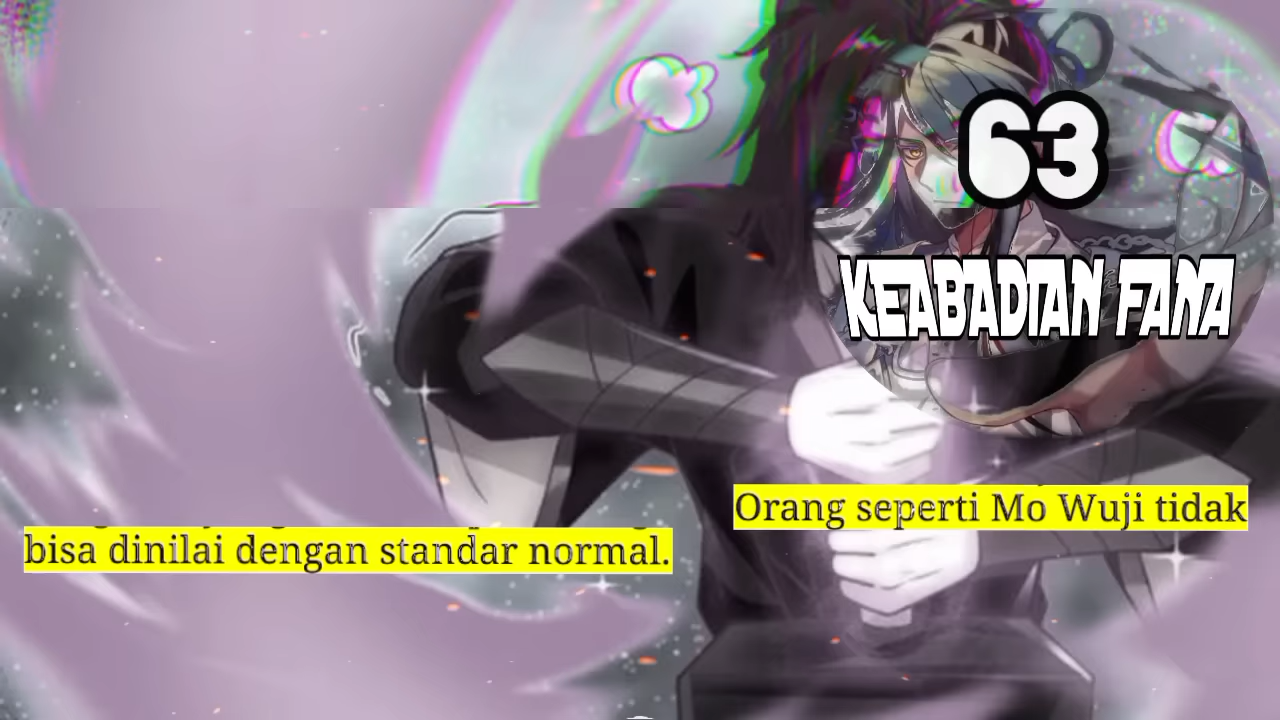 63
KEABADIAN FANA
Orang seperti Mo Wuji tidak
bisa dinilai dengan standar normal.